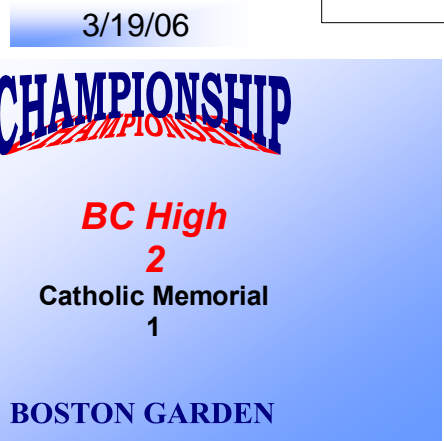 3/19/06
CHAMPIONSHIP
BC High
2
Catholic Memorial
1
BOSTON GARDEN